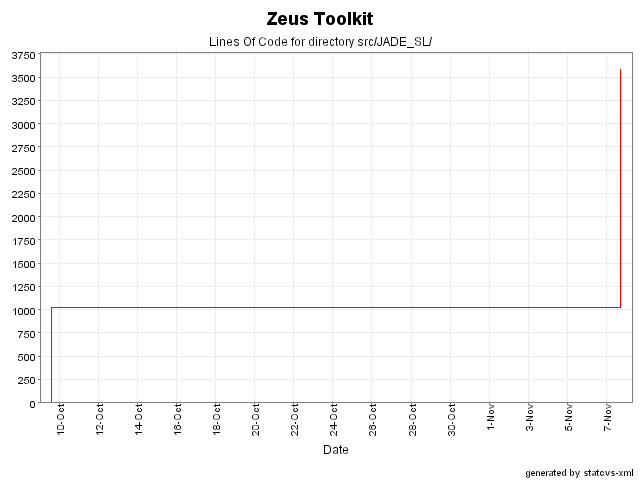 Zeus Toolkit
Lines Of Code for directory src/JADE_SL/
3750
3500
3250
3000
2750
2500
2250
2000
1750
1500
1250
1000
750
500
250
0
10-Oct
12-Oct
14-Oct
16-Oct
18-Oct
20-Oct
22-Oct
24-Oct
26-Oct
28-Oct
30-Oct
1-Nov
3-Nov
5-Nov
7-Nov
Date
generated by statcvs-xml